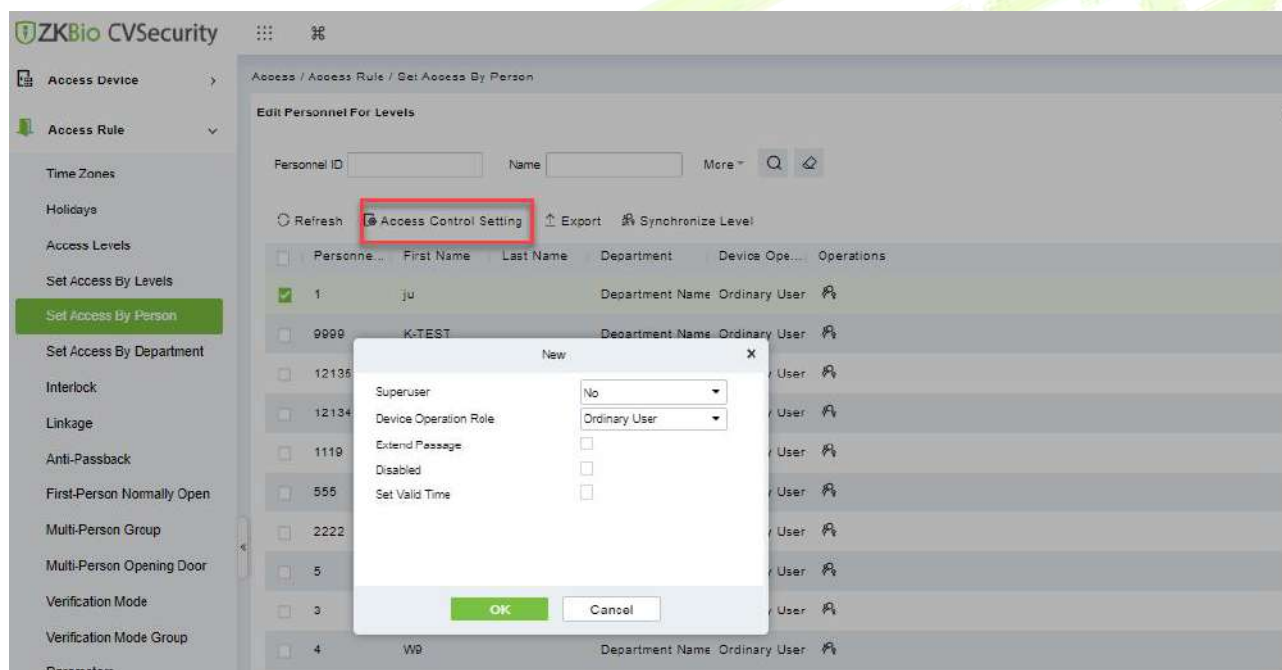 ZKBio CVSecurity
Access Device
Access Rule
Time Zones
Holidays
Access Levels
Set Access By Levels
Set Access By Person
Set Access By Department
Interlock
Linkage
Anti-Passback
First-Person Normally Open
Multi-Person Group
Multi-Person Opening Door
Verification Mode
Verification Mode Group
Access / Access Rule / Set Access By Person
Edit Personnel For Levels
Personnel ID Name More
Refresh Access Control Setting Export Synchronize Level
Personne... First Name Last Name Department Device Ope... Operations
1 ju Department Name Ordinary User
9999 K-TEST Department Name Ordinary User
12135 User
12134 User
1119 User
555 User
2222 User
5 User
3 User
4 W9 Department Name Ordinary User
New x
Superuser No
Device Operation Role Ordinary User
Extend Passage
Disabled
Set Valid Time
OK Cancel